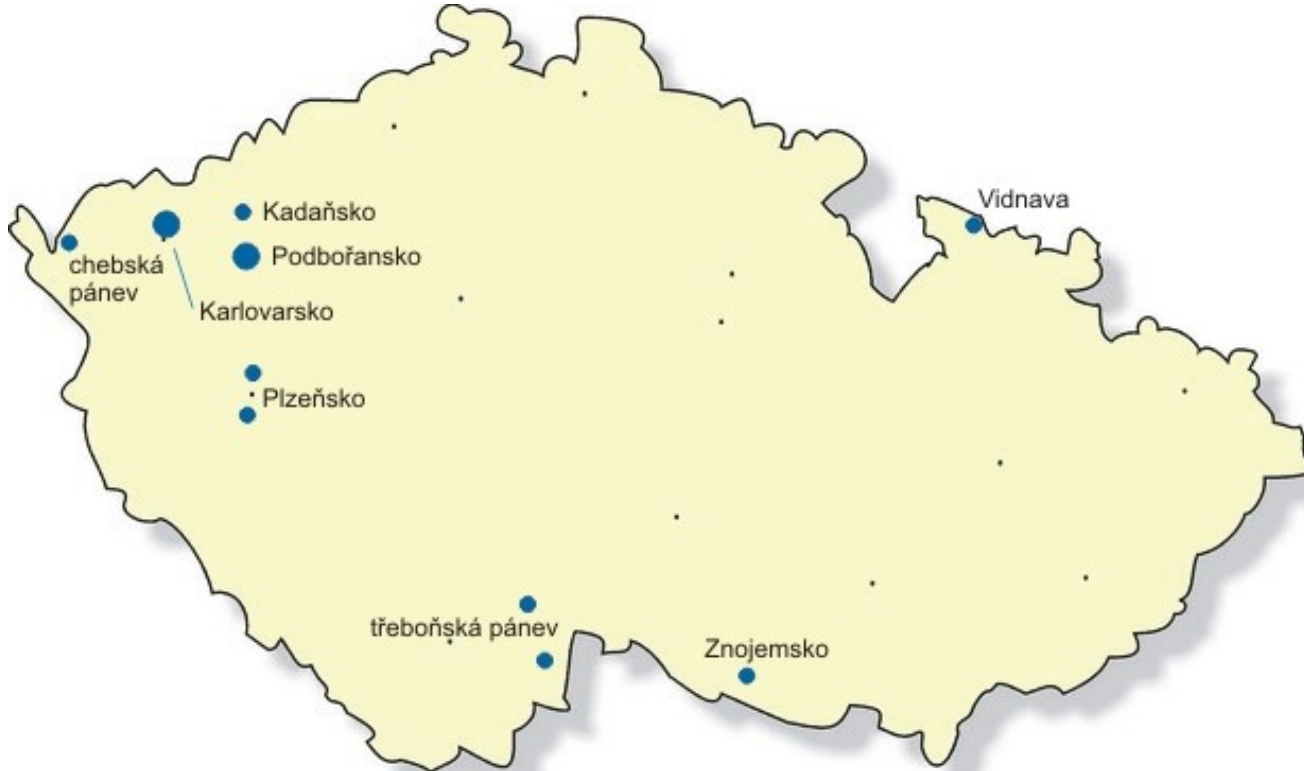 Vidnava
Kadaňsko
Podbořansko
chebská
pánev
Karlovarsko
Plzeňsko
třeboňská pánev
Znojemsko